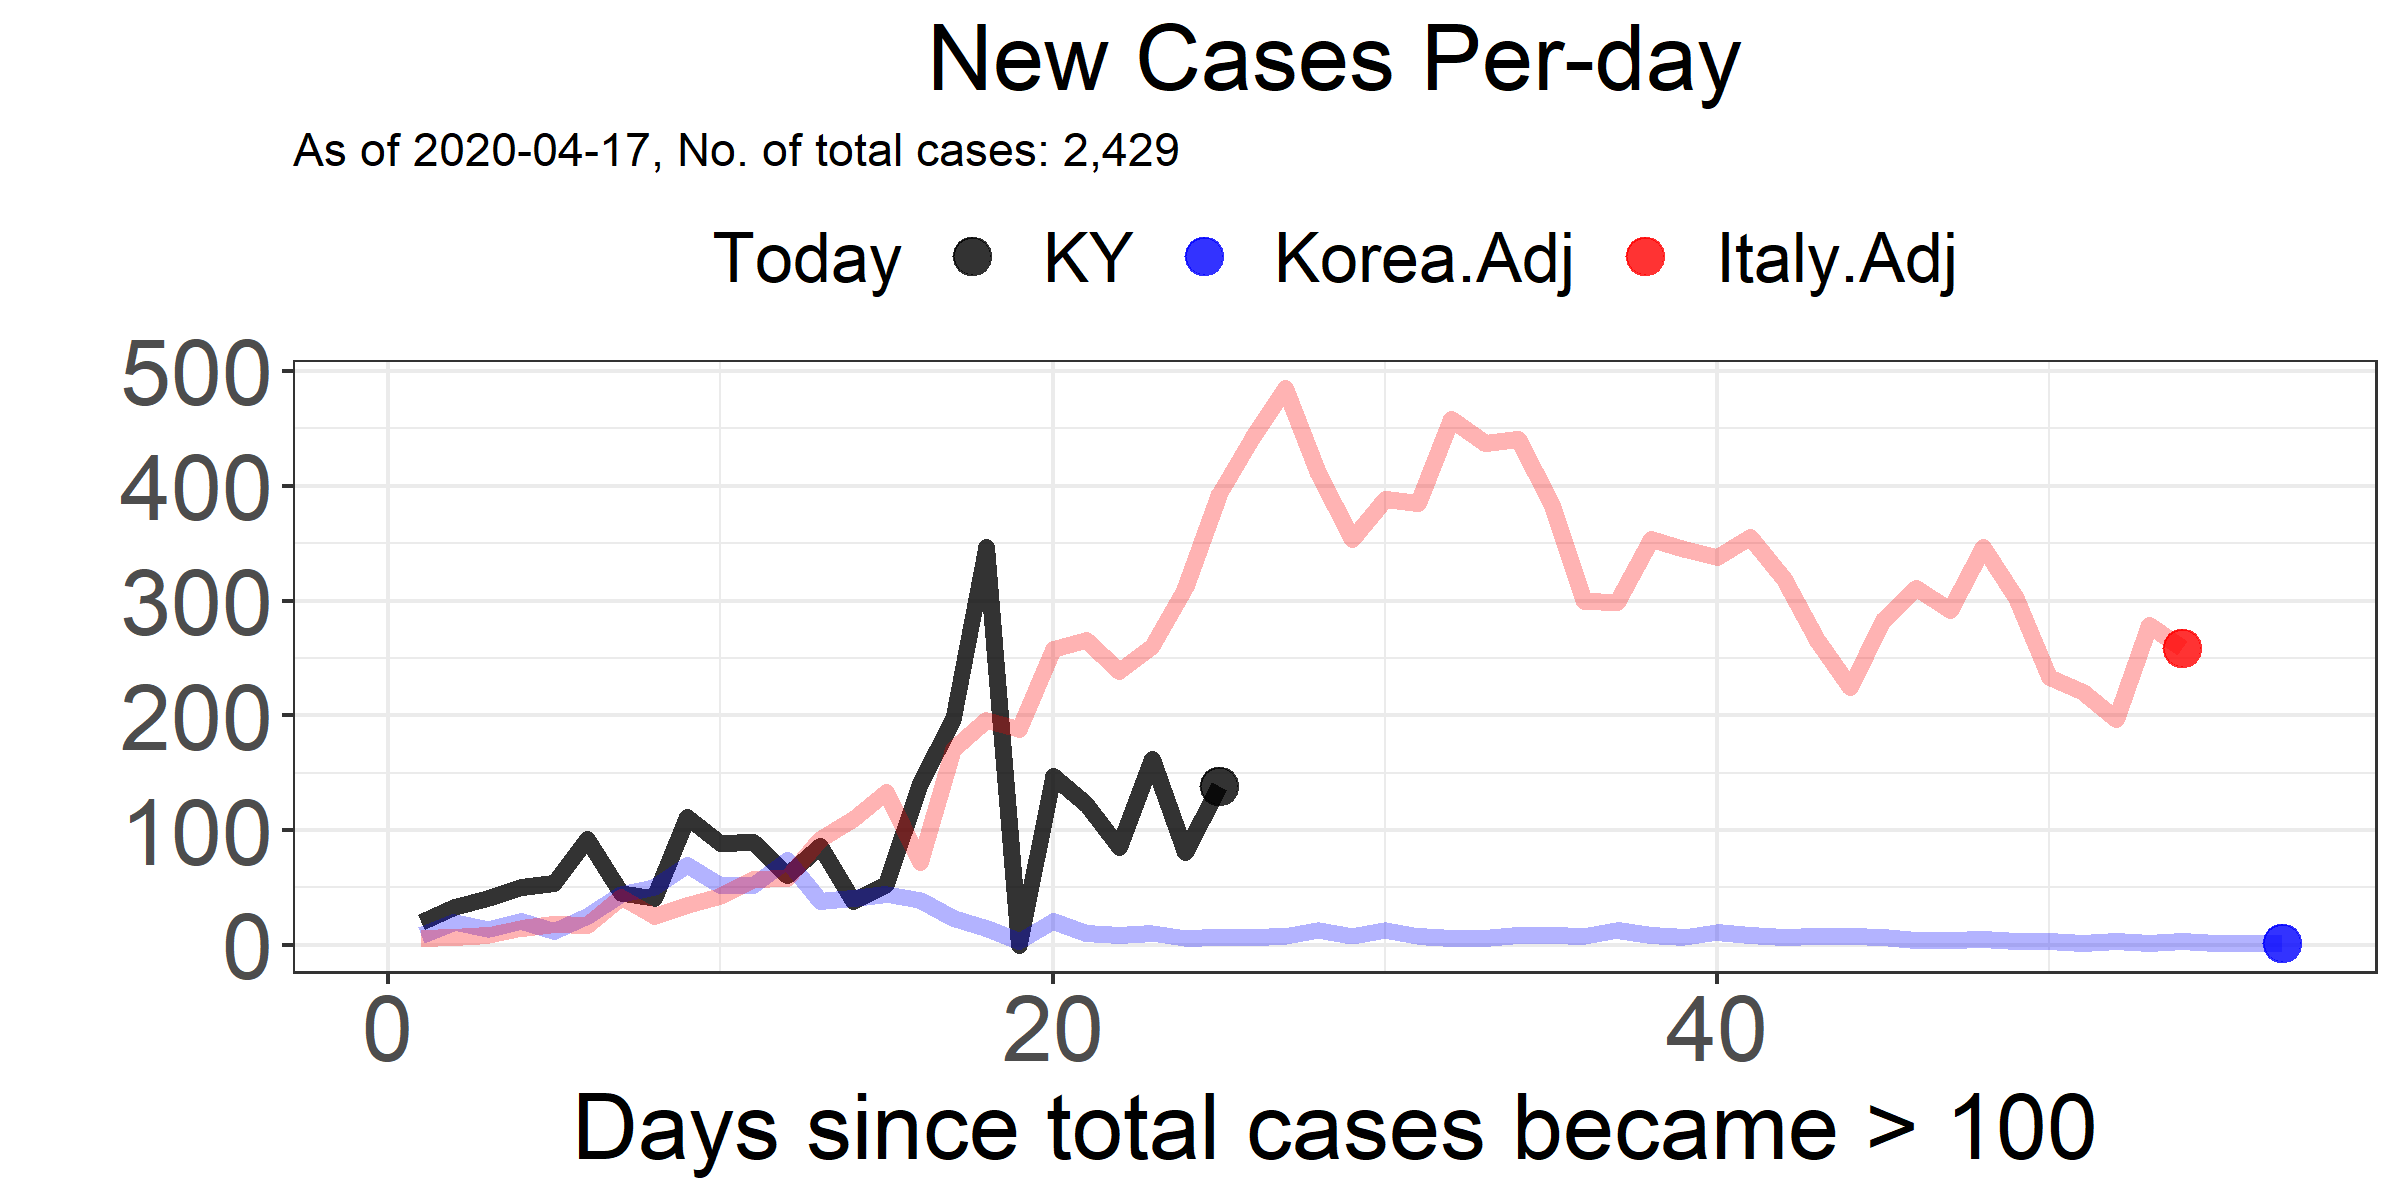 New Cases Per-day
As of 2020-04-17, No. of total cases: 2,429
Today KY Korea.Adj Italy.Adj
500
400
300
200
100
0
0 20 40
Days since total cases became > 100